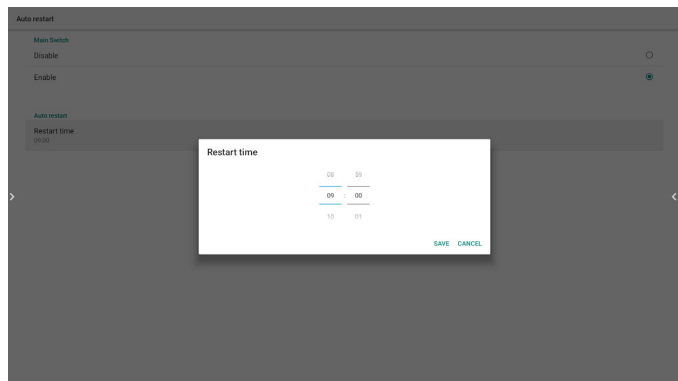 Auto restart
Main Switch
Disable
Enable
Auto restart
Restart time
09:00
Restart time
08 59
09 : 00
10 01
SAVE CANCEL